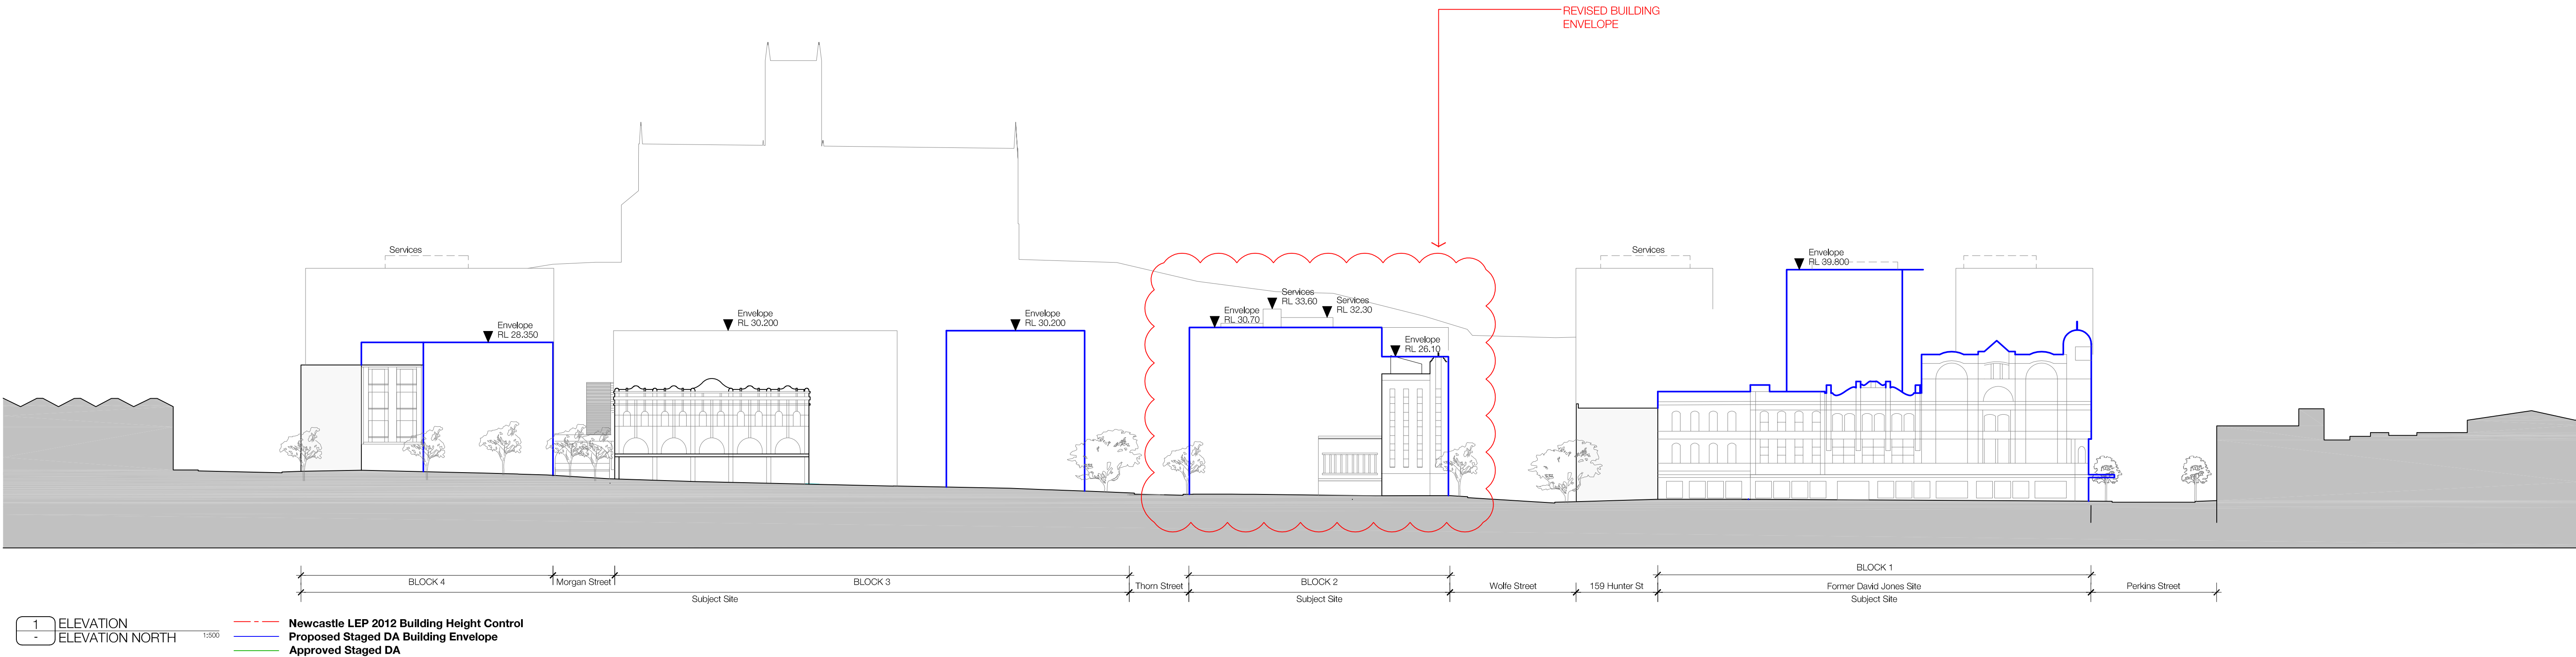 REVISED BUILDING
ENVELOPE
Services
Envelope
RL 28.350
Envelope
RL 30.200
Envelope
RL 30.200
Envelope
RL 30.70
Services
RL 33.60
Services
RL 32.30
Envelope
RL 26.10
Services
Envelope
RL 39.800
BLOCK 4
Morgan Street
BLOCK 3
Thorn Street
BLOCK 2
Wolfe Street
159 Hunter St
BLOCK 1
Former David Jones Site
Perkins Street
Subject Site
Subject Site
Subject Site
1
-
ELEVATION
ELEVATION NORTH
1:500
Newcastle LEP 2012 Building Height Control
Proposed Staged DA Building Envelope
Approved Staged DA